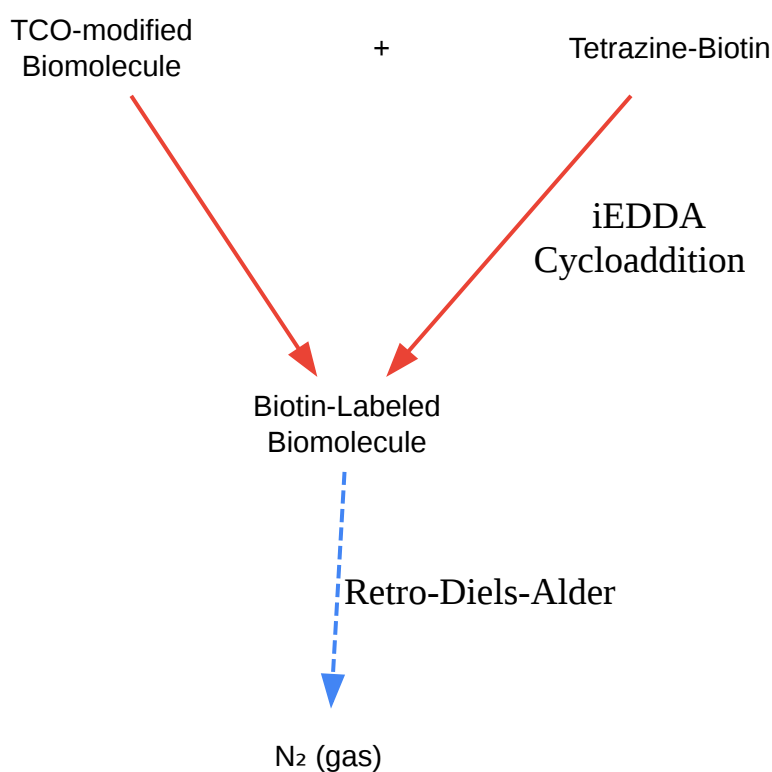 TCO-modified
Biomolecule
+
Tetrazine-Biotin
iEDDA
Cycloaddition
Biotin-Labeled
Biomolecule
Retro-Diels-Alder
N₂ (gas)